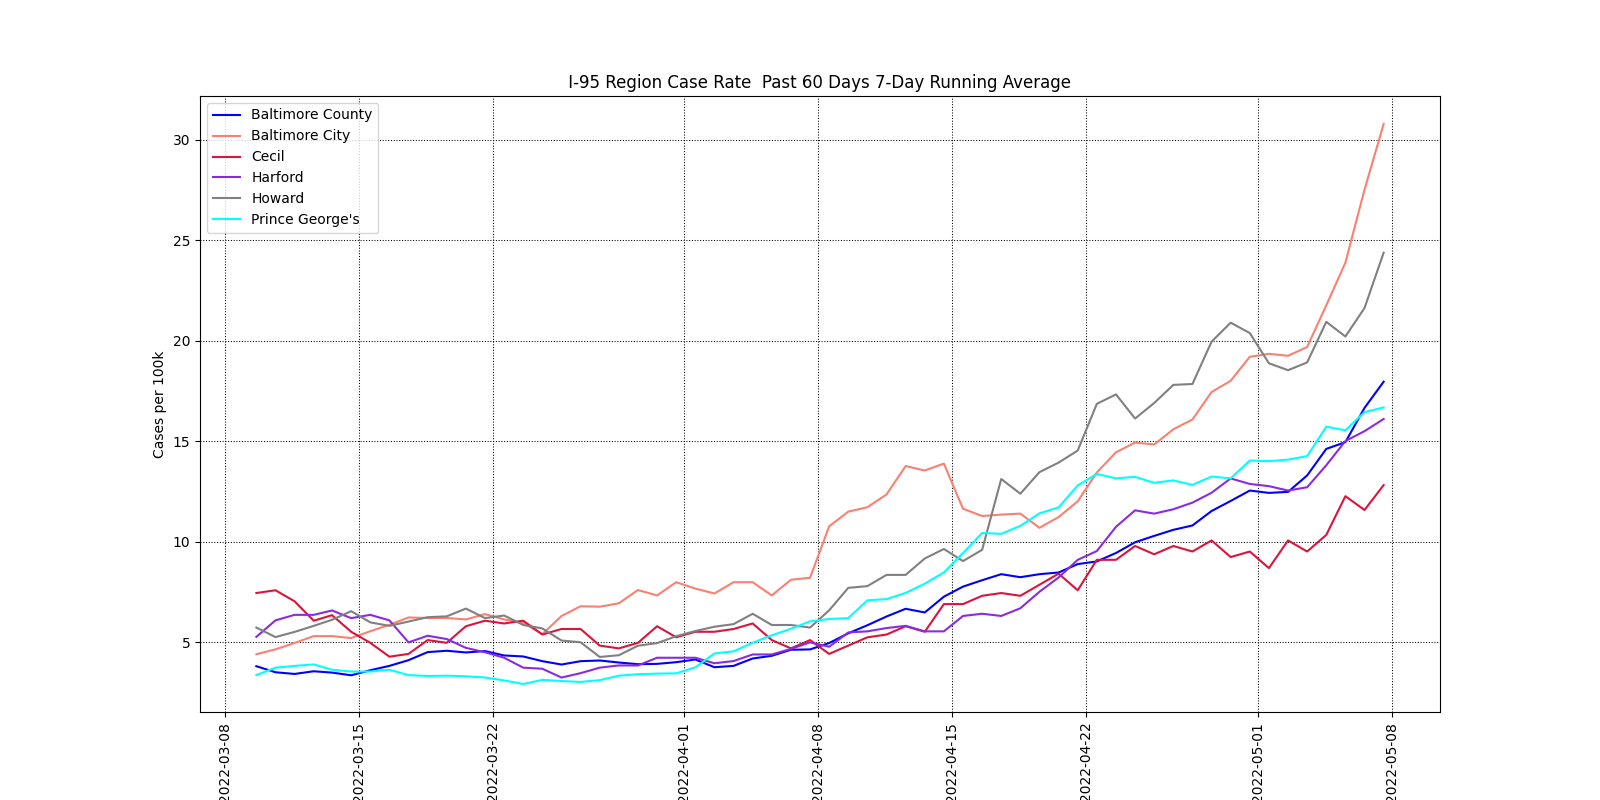 I-95 Region Case Rate  Past 60 Days 7-Day Running Average
Baltimore County
Baltimore City
Cecil
Harford
Howard
Prince George's
30
25
20
15
10
5
Cases per 100k
2022-03-08
2022-03-15
2022-03-22
2022-04-01
2022-04-08
2022-04-15
2022-04-22
2022-05-01
2022-05-08